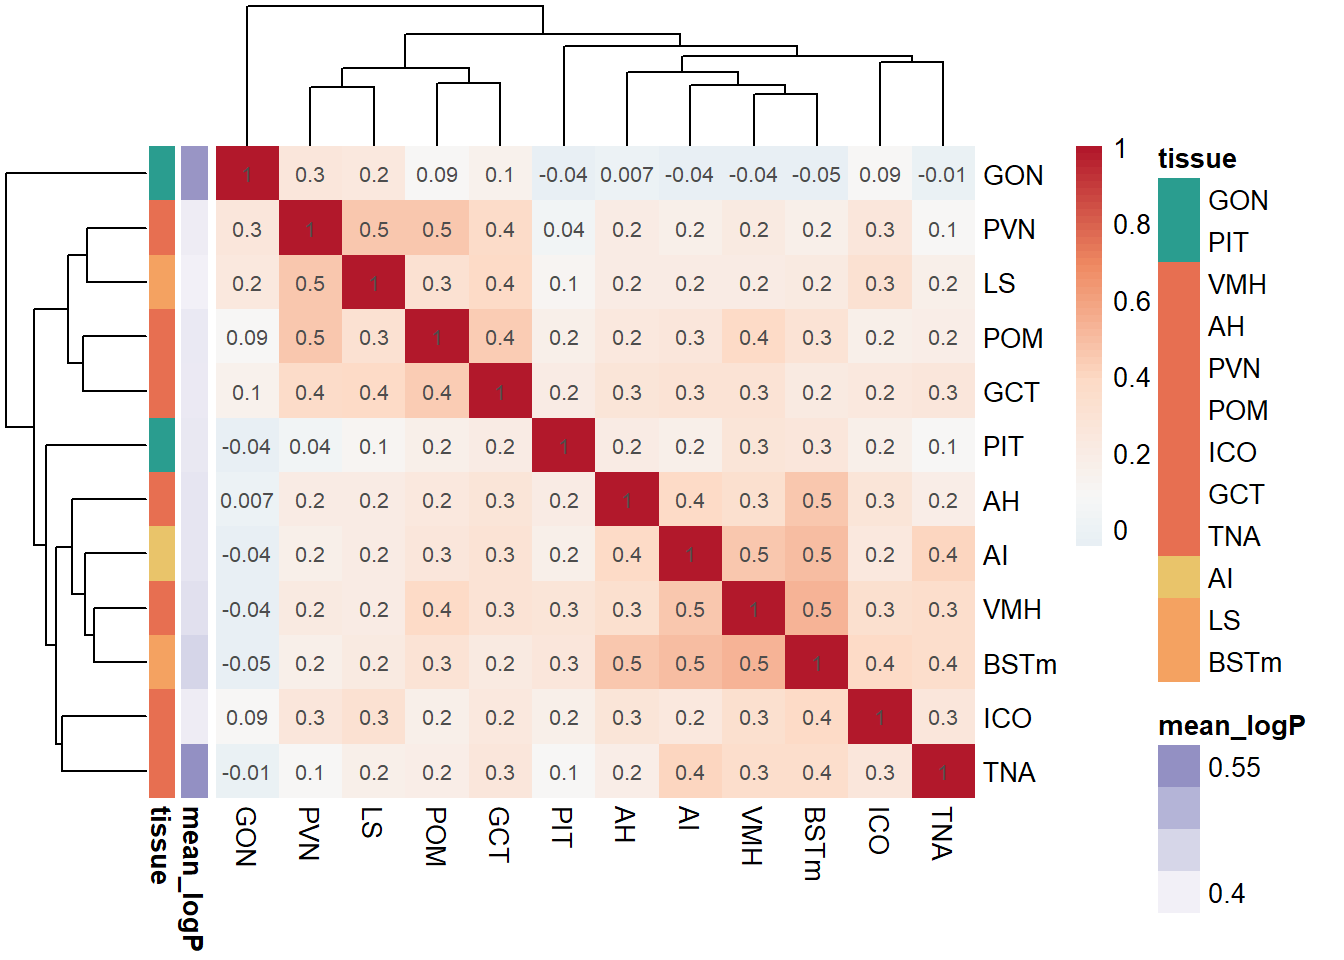 1 0.3 0.2 0.09 0.1 -0.04 0.007 -0.04 -0.04 -0.05 0.09 -0.01 GON
0.3 1 0.5 0.5 0.4 0.04 0.2 0.2 0.2 0.2 0.3 0.1 PVN
0.2 0.5 1 0.3 0.4 0.1 0.2 0.2 0.2 0.2 0.3 0.2 LS
0.09 0.5 0.3 1 0.4 0.2 0.2 0.3 0.4 0.3 0.2 0.2 POM
0.1 0.4 0.4 0.4 1 0.2 0.3 0.3 0.3 0.2 0.2 0.3 GCT
-0.04 0.04 0.1 0.2 0.2 1 0.2 0.2 0.3 0.3 0.2 0.1 PIT
0.007 0.2 0.2 0.2 0.3 0.2 1 0.4 0.3 0.5 0.3 0.2 AH
-0.04 0.2 0.2 0.3 0.3 0.2 0.4 1 0.5 0.5 0.2 0.4 AI
-0.04 0.2 0.2 0.4 0.3 0.3 0.3 0.5 1 0.5 0.3 0.3 VMH
-0.05 0.2 0.2 0.3 0.2 0.3 0.5 0.5 0.5 1 0.4 0.4 BSTm
0.09 0.3 0.3 0.2 0.2 0.2 0.3 0.2 0.3 0.4 1 0.3 ICO
-0.01 0.1 0.2 0.2 0.3 0.1 0.2 0.4 0.3 0.4 0.3 1 TNA
tissue mean_logP GON PVN LS POM GCT PIT AH AI VMH BSTm ICO TNA
1
0.8
0.6
0.4
0.2
0
tissue
GON
PIT
VMH
AH
PVN
POM
ICO
GCT
TNA
AI
LS
BSTm
mean_logP
0.55
0.4